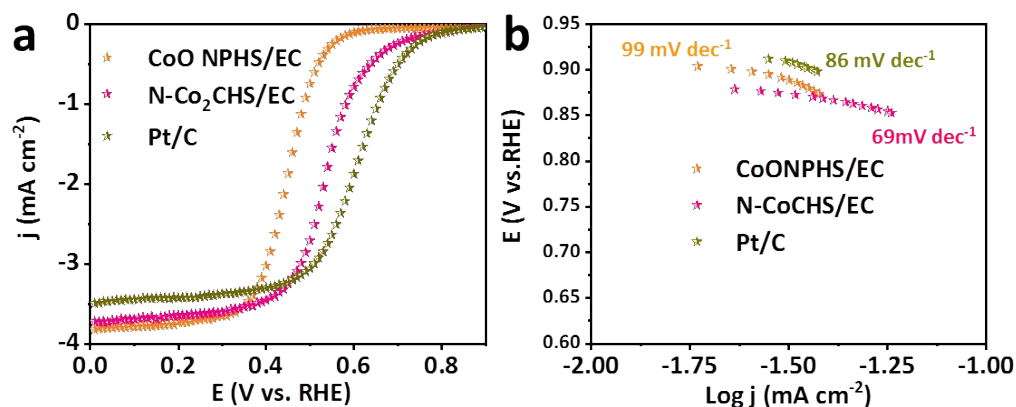 a
0
-1
-2
-3
-4
j (mA cm⁻²)
CoO NPHS/EC
N-Co₂CHS/EC
Pt/C
0.0 0.2 0.4 0.6 0.8
E (V vs. RHE)
b
0.95
0.90
0.85
0.80
0.75
0.70
0.65
0.60
E (V vs.RHE)
99 mV dec⁻¹
86 mV dec⁻¹
69mV dec⁻¹
CoONPHS/EC
N-CoCHS/EC
Pt/C
-2.00 -1.75 -1.50 -1.25 -1.00
Log j (mA cm⁻²)